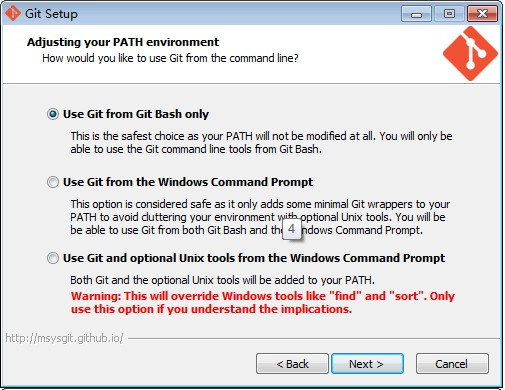 Git Setup
Adjusting your PATH environment
How would you like to use Git from the command line?
Use Git from Git Bash only
This is the safest choice as your PATH will not be modified at all. You will only be
able to use the Git command line tools from Git Bash.
Use Git from the Windows Command Prompt
This option is considered safe as it only adds some minimal Git wrappers to your
PATH to avoid cluttering your environment with optional Unix tools. You will be
be able to use Git from both Git Bash and the Windows Command Prompt.
4
Use Git and optional Unix tools from the Windows Command Prompt
Both Git and the optional Unix tools will be added to your PATH.
Warning: This will override Windows tools like "find" and "sort". Only
use this option if you understand the implications.
http://msysgit.github.io/
< Back
Next >
Cancel